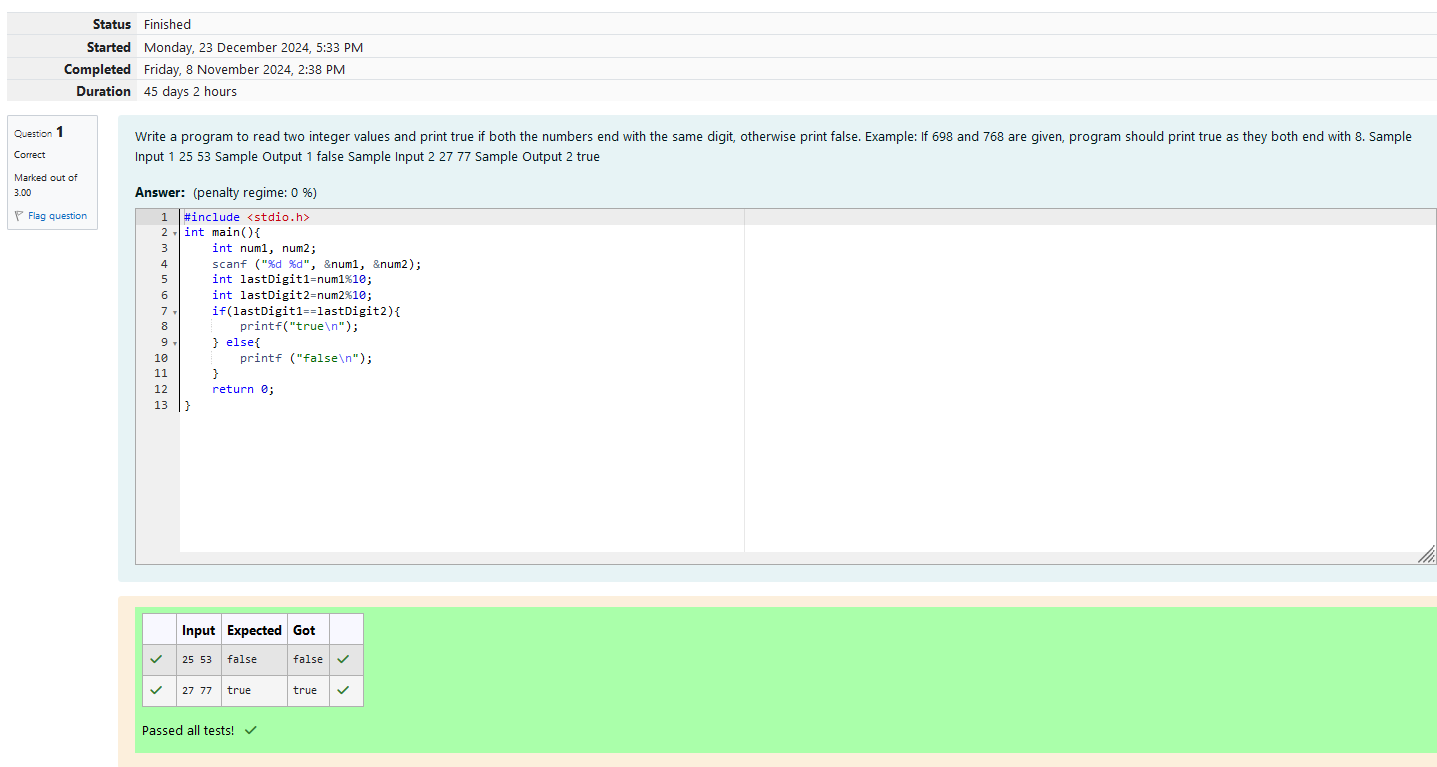 Status Finished
Started Monday, 23 December 2024, 5:33 PM
Completed Friday, 8 November 2024, 2:38 PM
Duration 45 days 2 hours
Question 1
Correct
Marked out of
3.00
Flag question
Write a program to read two integer values and print true if both the numbers end with the same digit, otherwise print false. Example: If 698 and 768 are given, program should print true as they both end with 8. Sample
Input 1 25 53 Sample Output 1 false Sample Input 2 27 77 Sample Output 2 true
Answer: (penalty regime: 0 %)
1 #include <stdio.h>
2 int main(){
3     int num1, num2;
4     scanf ("%d %d", &num1, &num2);
5     int lastDigit1=num1%10;
6     int lastDigit2=num2%10;
7     if(lastDigit1==lastDigit2){
8         printf("true\n");
9     } else{
10         printf ("false\n");
11     }
12     return 0;
13 }
Input Expected Got
25 53 false false
27 77 true true
Passed all tests!